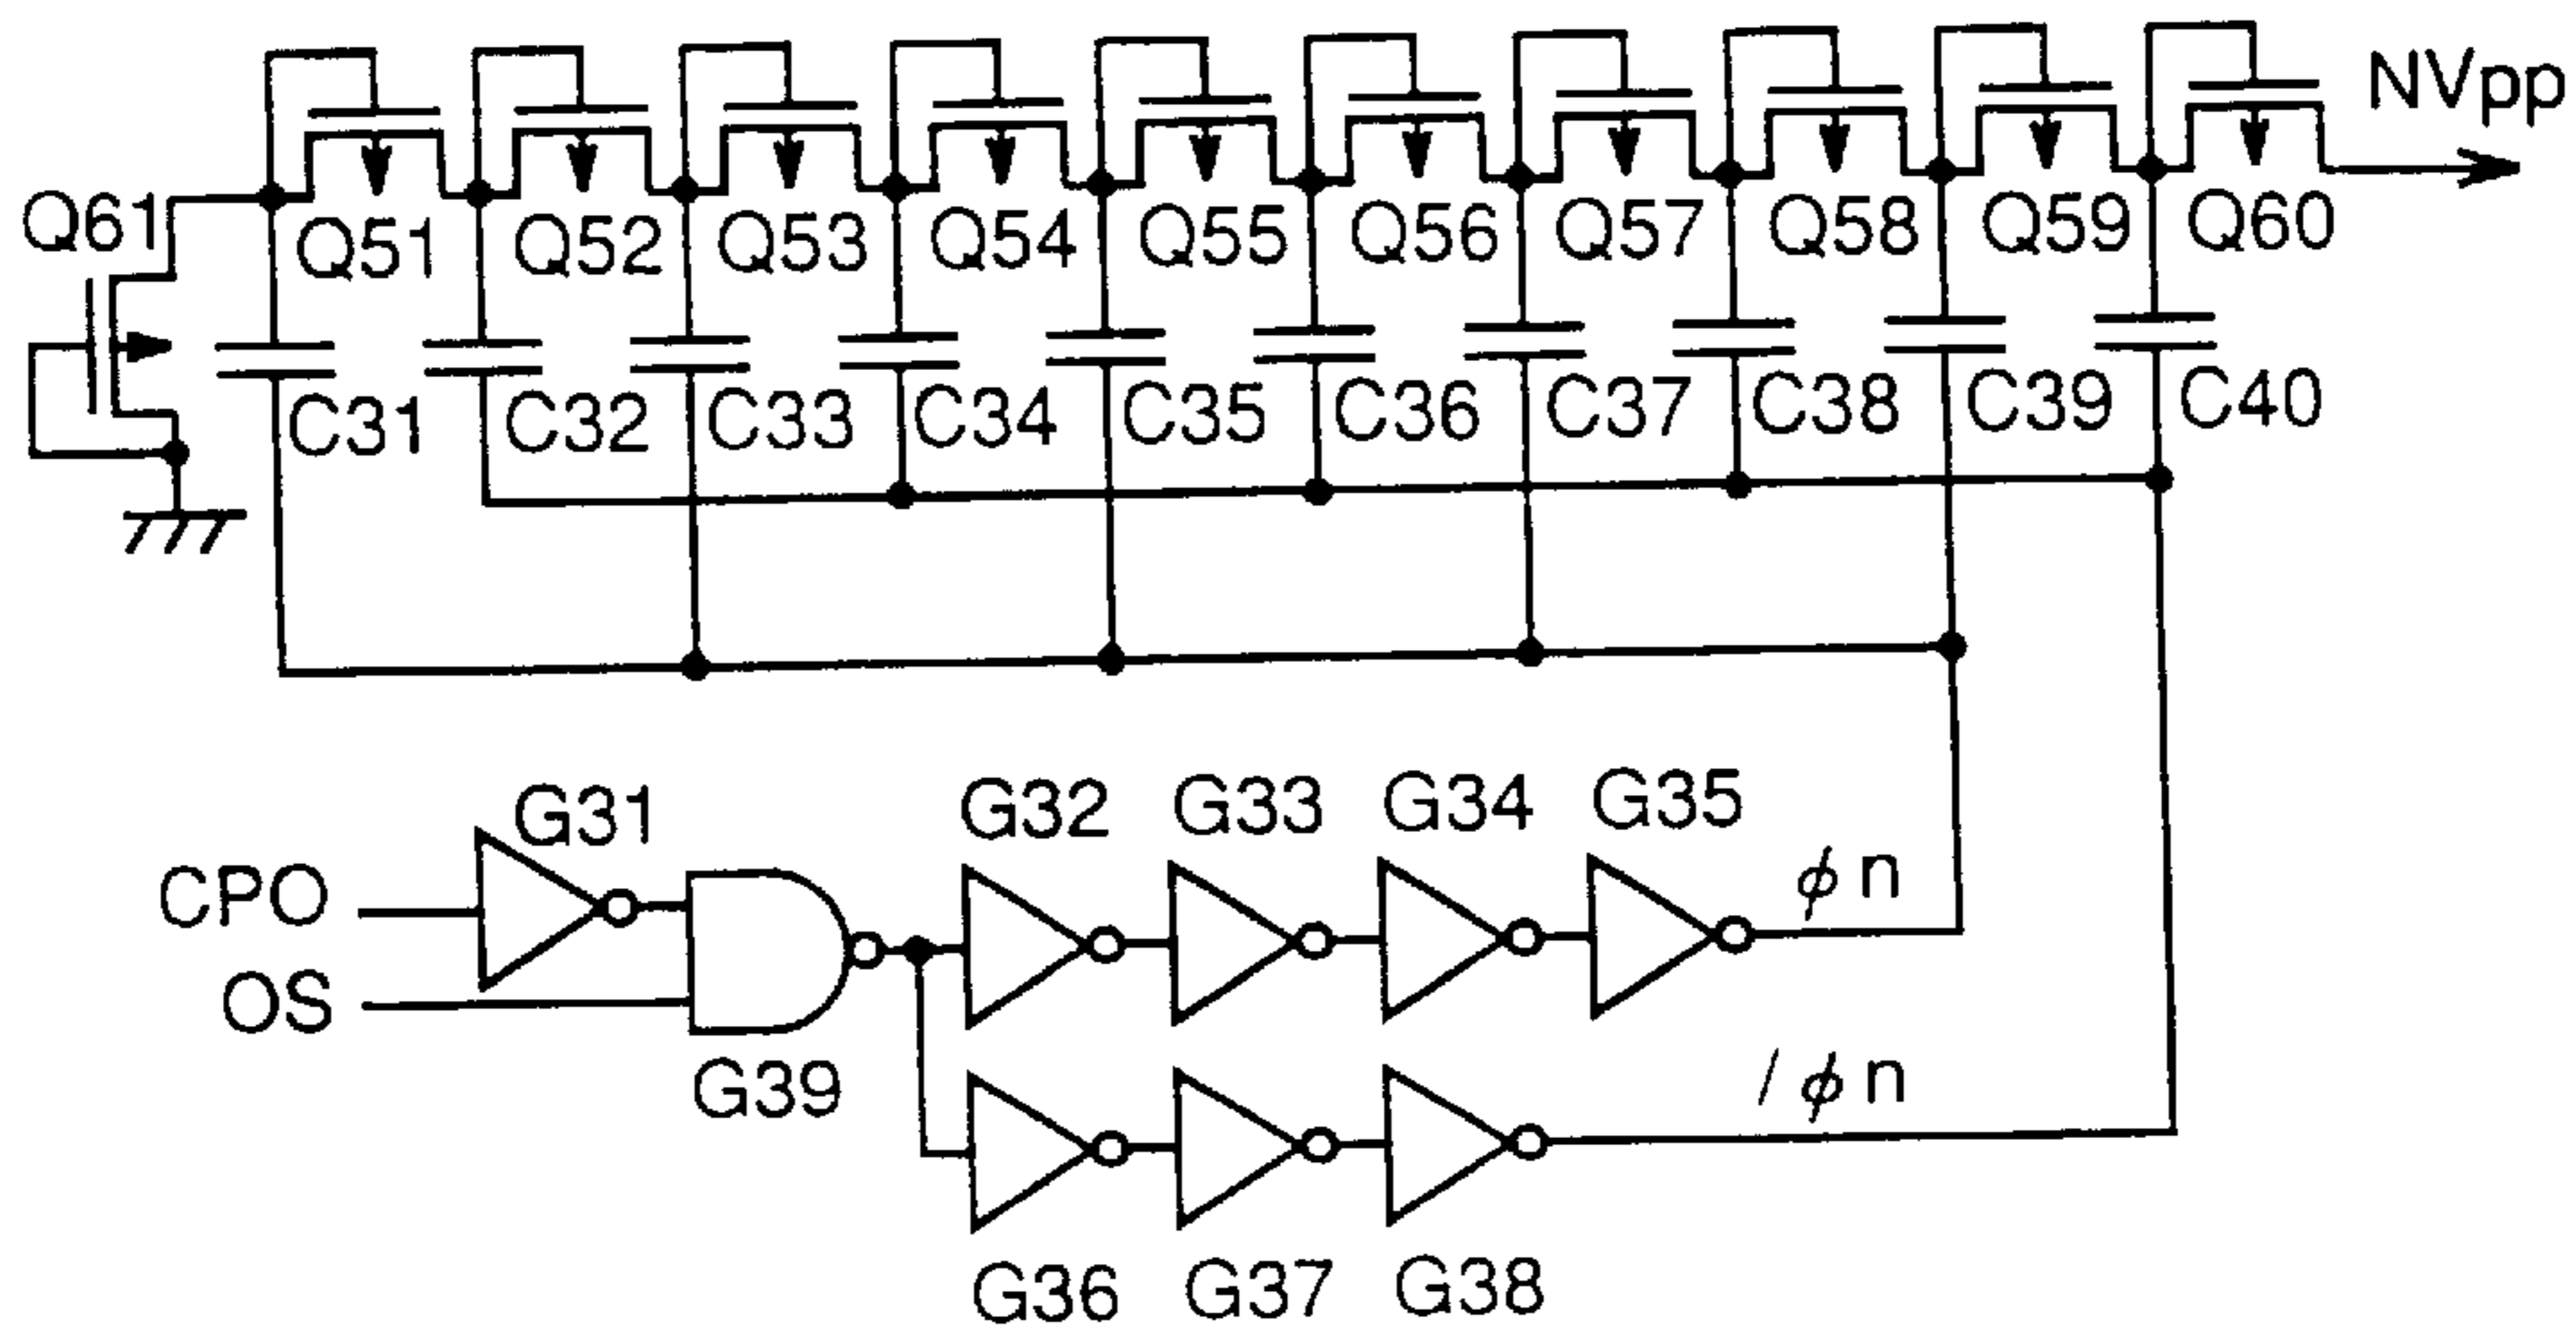 NVpp
Q61 Q51 Q52 Q53 Q54 Q55 Q56 Q57 Q58 Q59 Q60
C31 C32 C33 C34 C35 C36 C37 C38 C39 C40
G31 G32 G33 G34 G35
CPO φn
OS
G39 /φn
G36 G37 G38